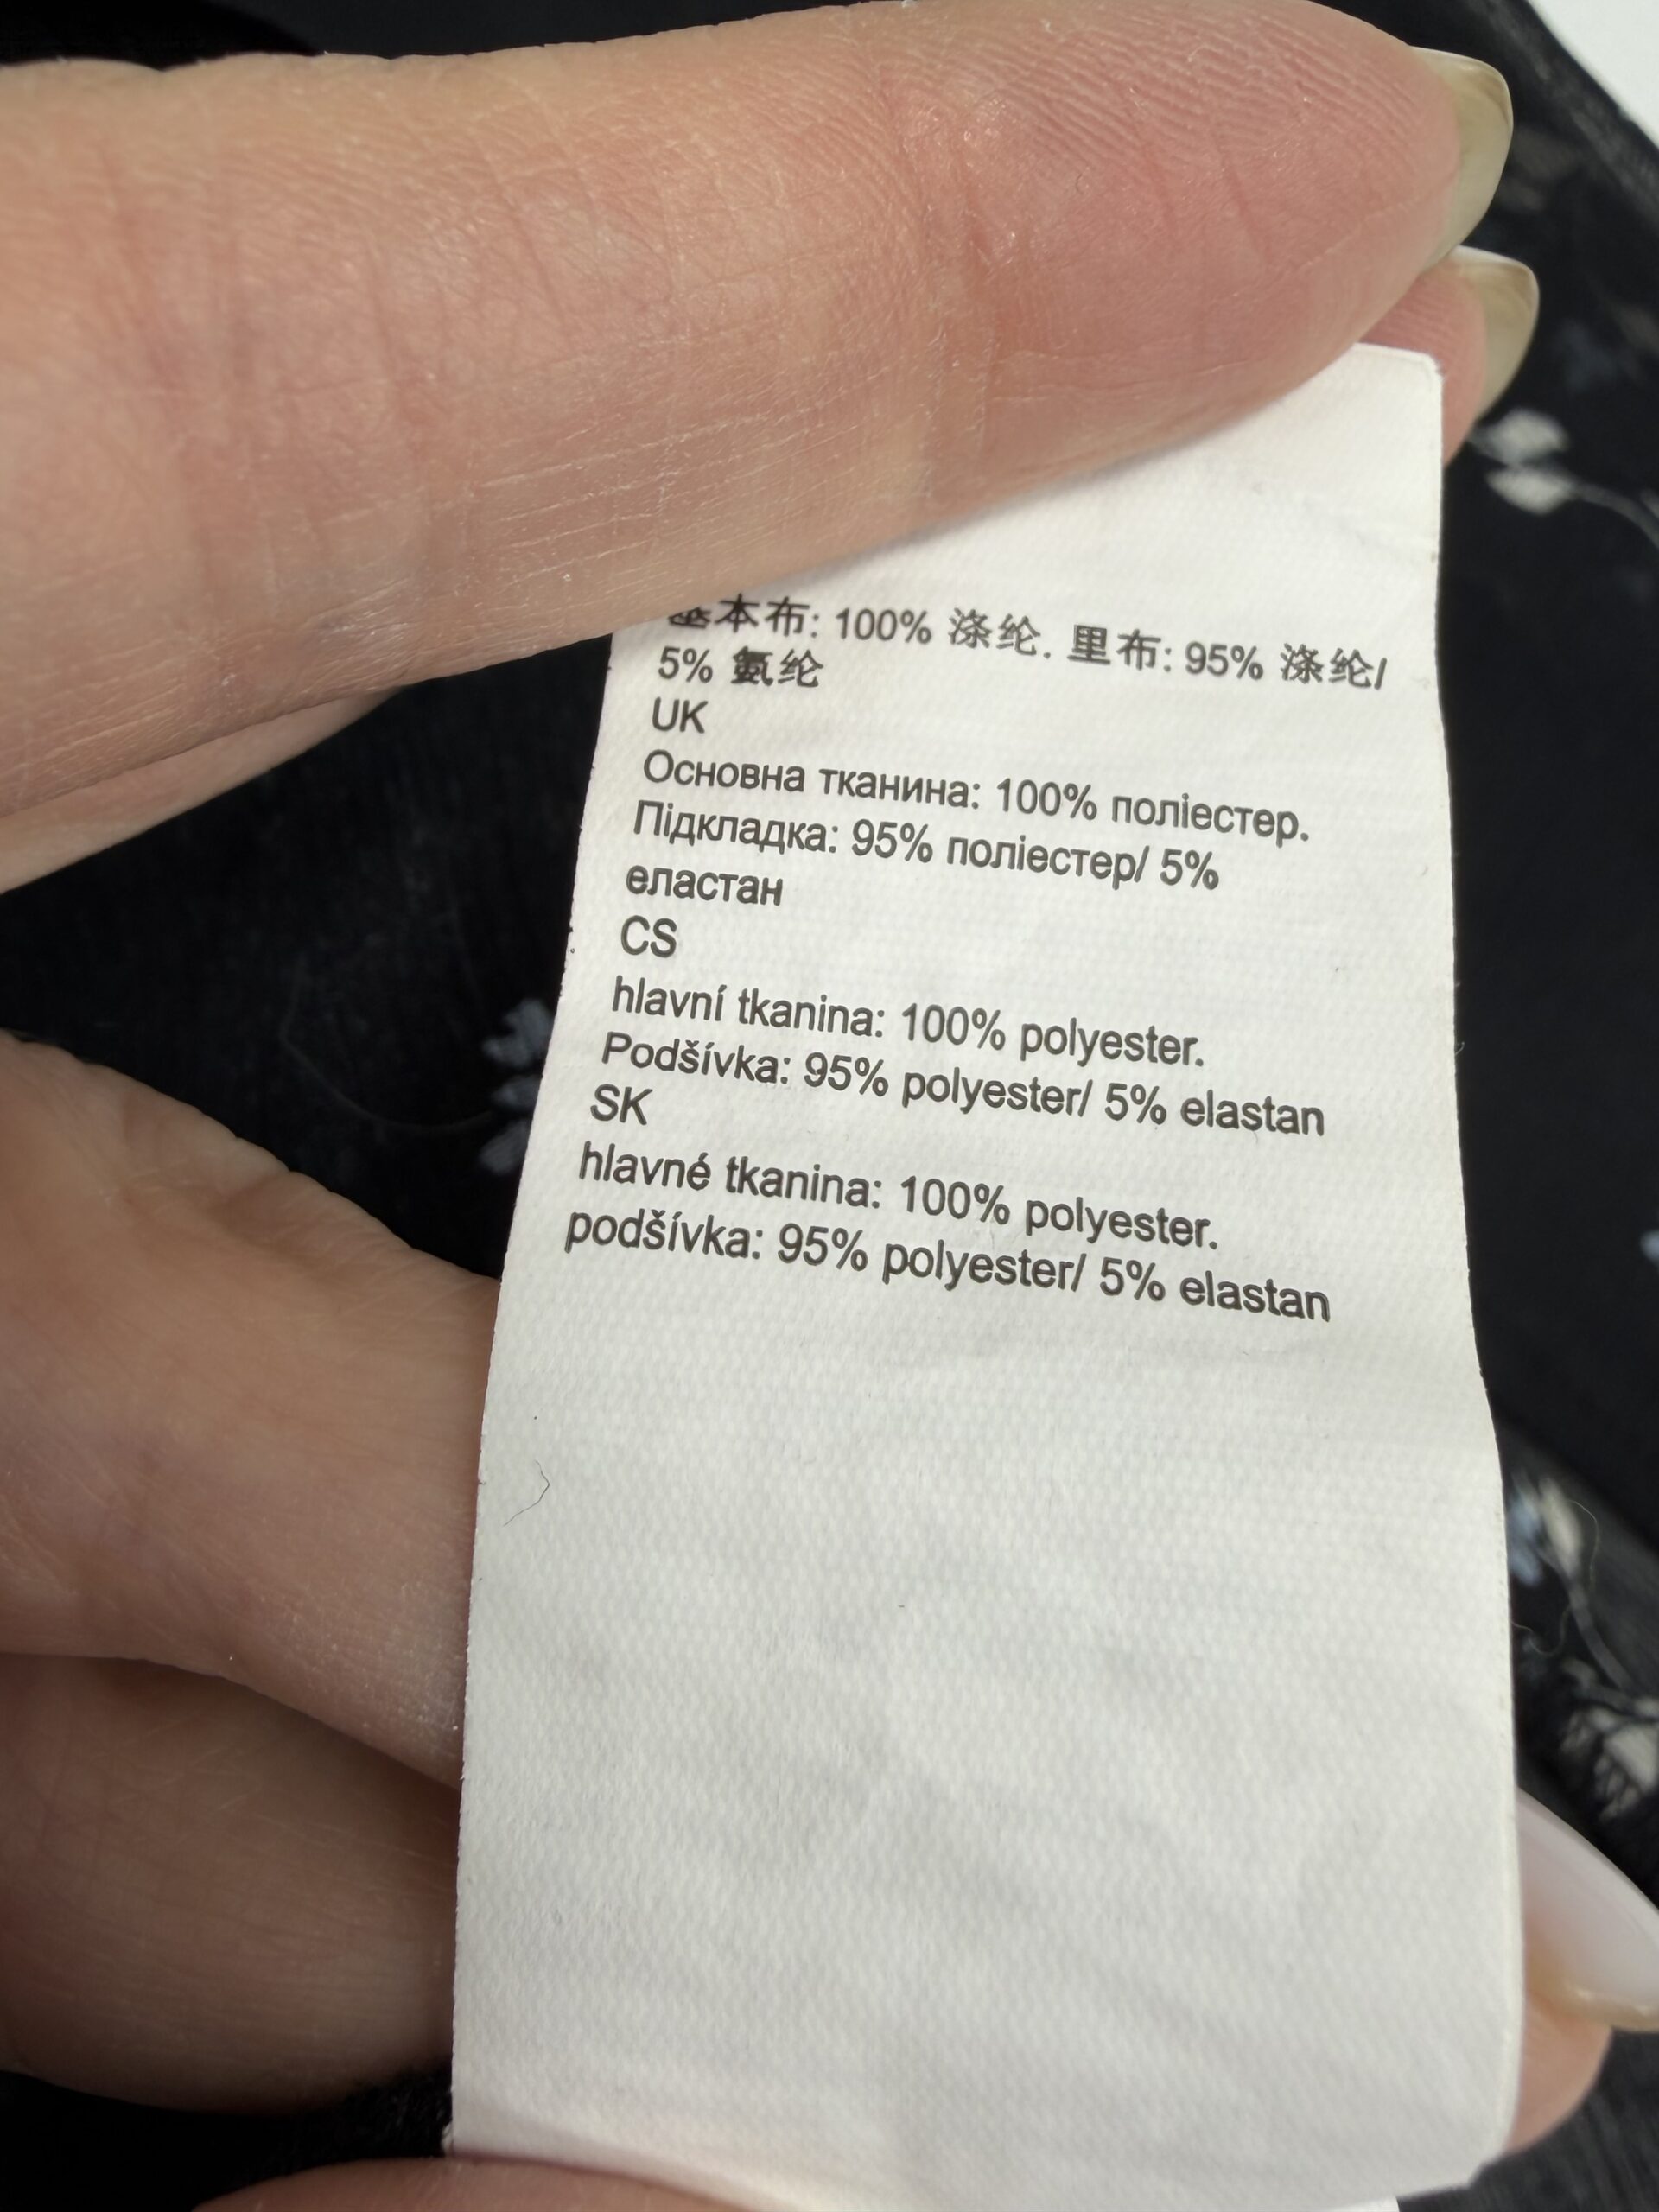 基本布: 100% 涤纶. 里布: 95% 涤纶/
5% 氨纶
UK
Основна тканина: 100% поліестер.
Підкладка: 95% поліестер/ 5%
еластан
CS
hlavní tkanina: 100% polyester.
Podšívka: 95% polyester/ 5% elastan
SK
hlavné tkanina: 100% polyester.
podšívka: 95% polyester/ 5% elastan